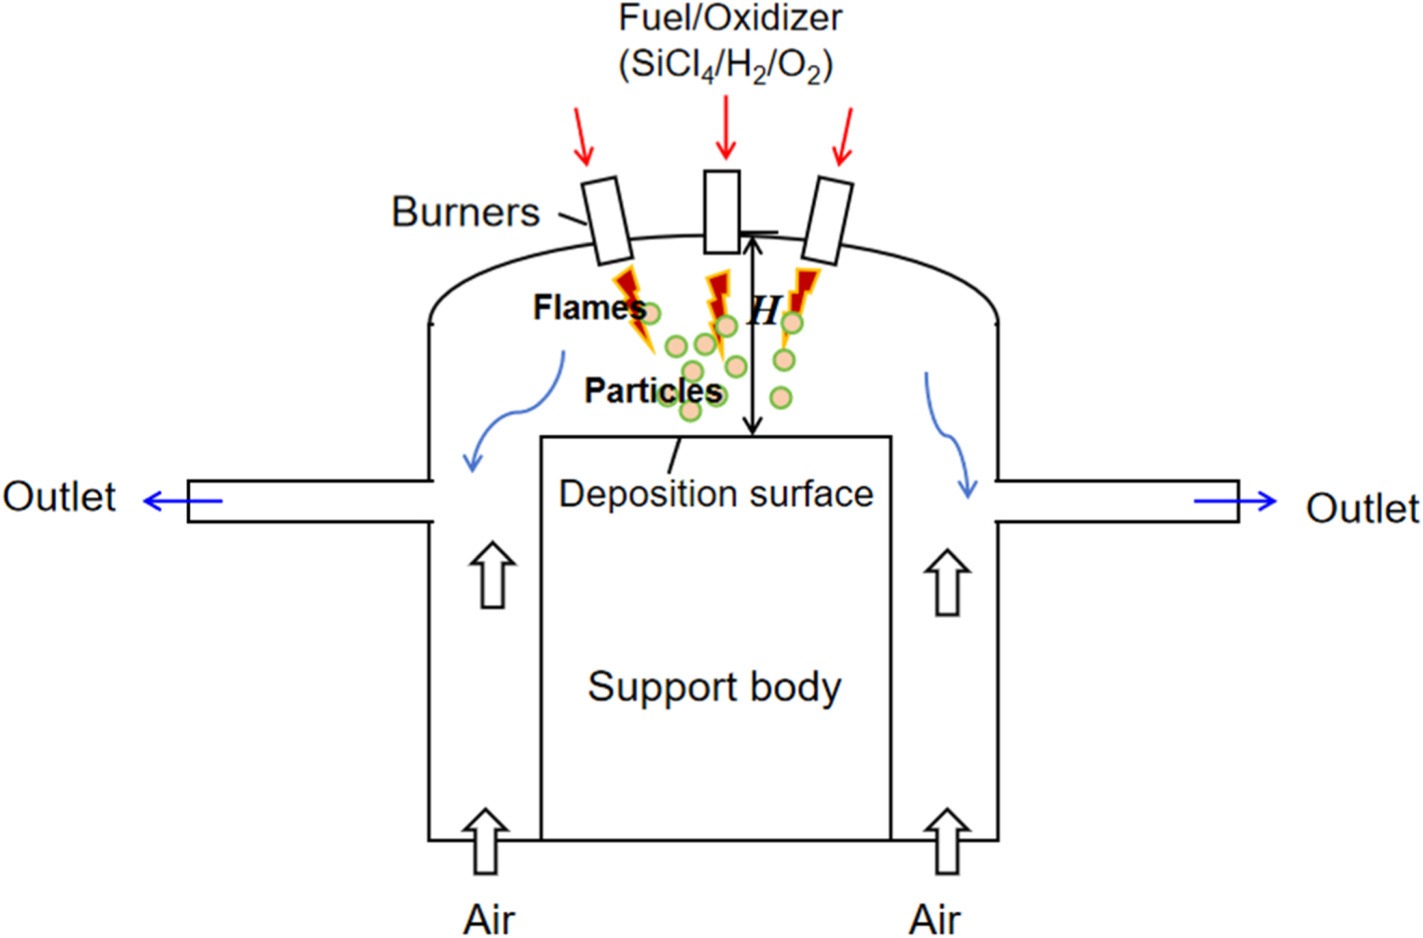 Fuel/Oxidizer
(SiCl₄/H₂/O₂)
Burners
Flames
H
Particles
Deposition surface
Outlet
Outlet
Support body
Air
Air